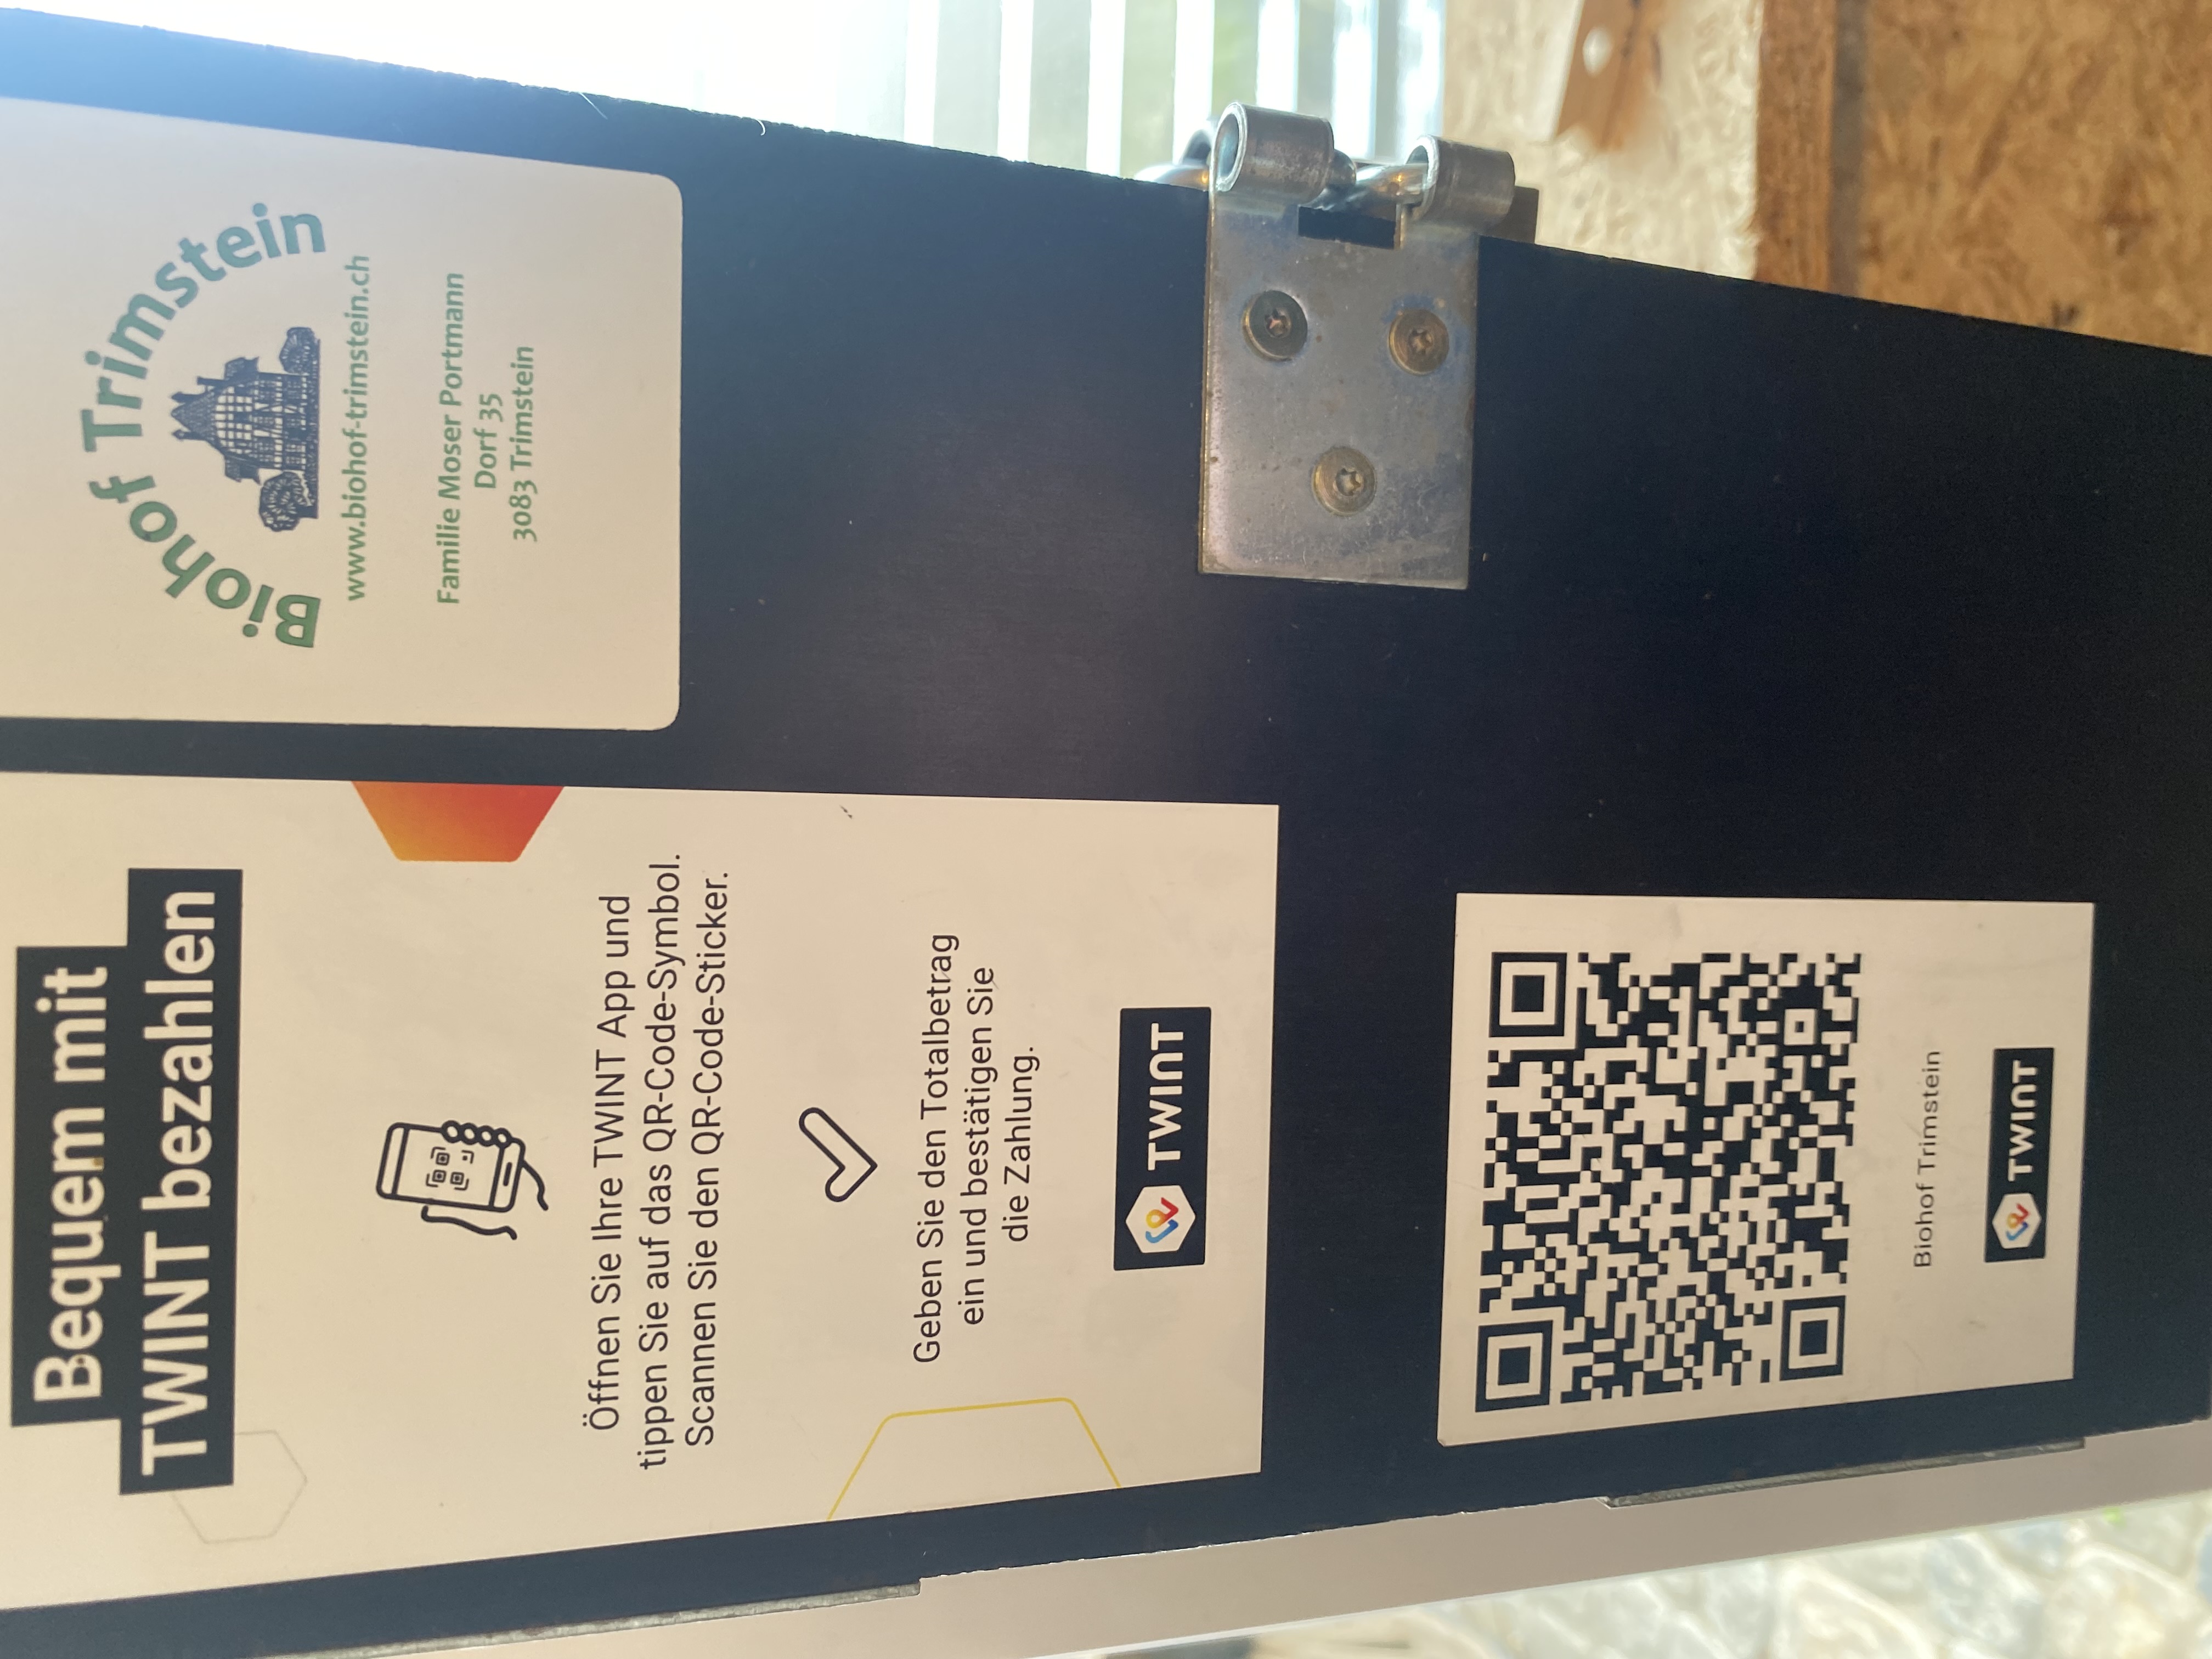 Bequem mit
TWINT bezahlen
Öffnen Sie Ihre TWINT App und
tippen Sie auf das QR-Code-Symbol.
Scannen Sie den QR-Code-Sticker.
Geben Sie den Totalbetrag
ein und bestätigen Sie
die Zahlung.
TWINT
Biohof Trimstein
www.biohof-trimstein.ch
Familie Moser Portmann
Dorf 35
3083 Trimstein
Biohof Trimstein
TWINT